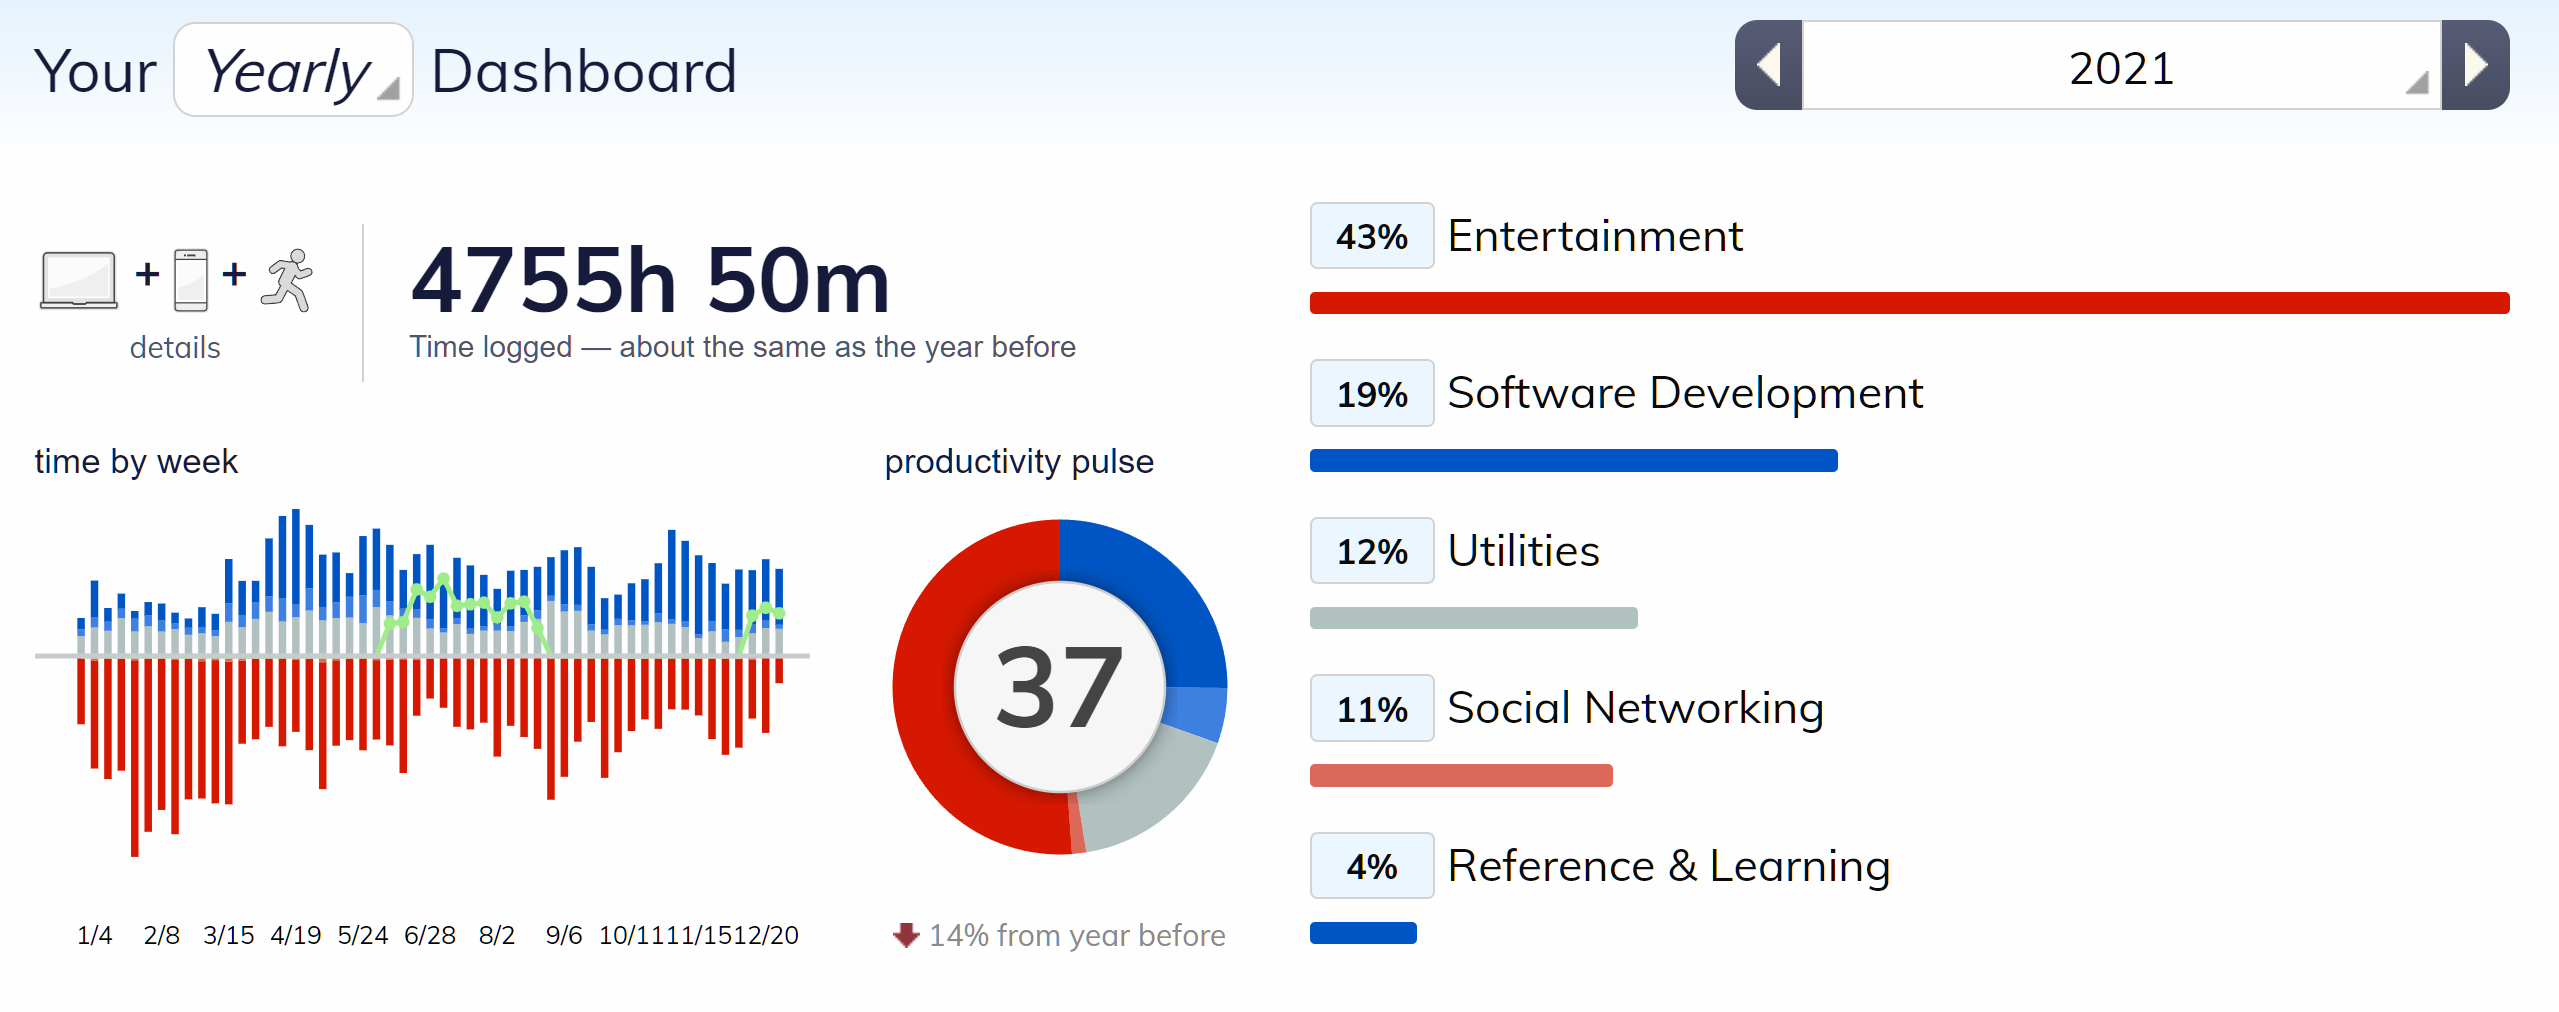 Your Yearly Dashboard
2021
+ +
details
4755h 50m
Time logged — about the same as the year before
time by week
1/4 2/8 3/15 4/19 5/24 6/28 8/2 9/6 10/11 11/15 12/20
productivity pulse
37
14% from year before
43% Entertainment
19% Software Development
12% Utilities
11% Social Networking
4% Reference & Learning